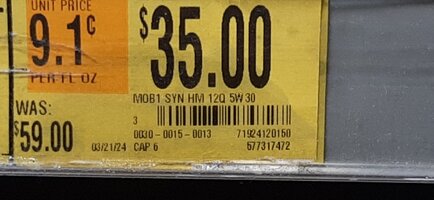 UNIT PRICE
9.1¢
PER FL OZ
$35.00
MOB1 SYN HM 12Q 5W30
WAS:
$59.00
3
0030-0015-0013 71924120150
03/21/24 CAP 6 577317472